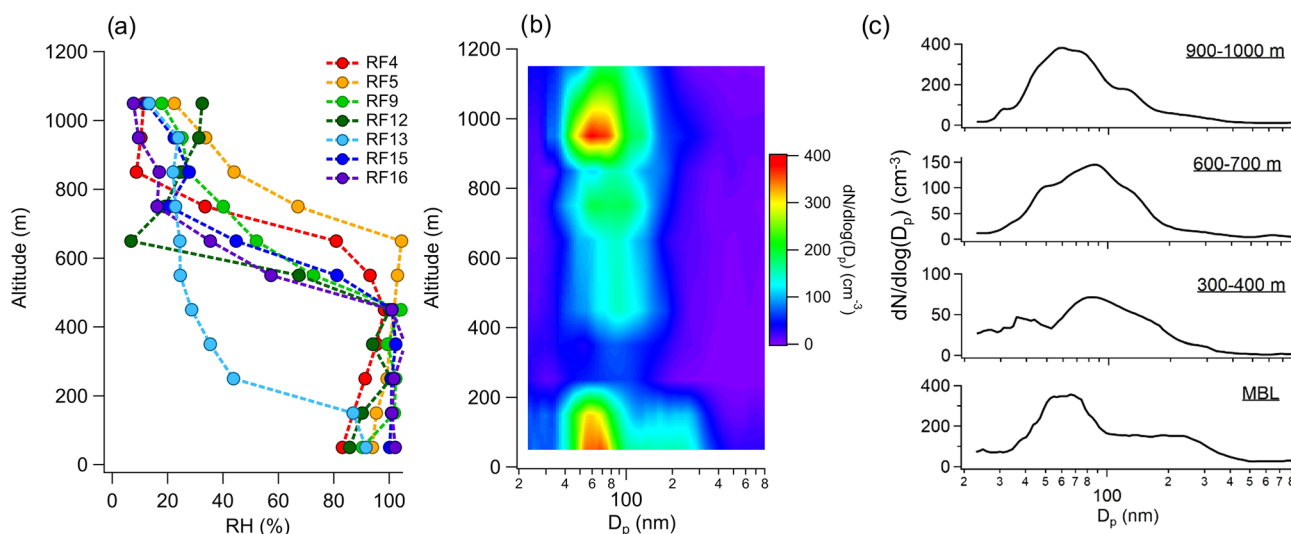 (a)
1200
1000
800
600
400
200
0
Altitude (m)
0 20 40 60 80 100
RH (%)
RF4
RF5
RF9
RF12
RF13
RF15
RF16
(b)
1200
1000
800
600
400
200
0
Altitude (m)
2 4 6 8 100 2 4 6 8
Dp (nm)
400
300
200
100
0
dN/dlog(Dp) (cm-3)
(c)
900-1000 m
400
200
0
600-700 m
150
100
50
0
300-400 m
100
50
0
MBL
400
200
0
dN/dlog(Dp) (cm-3)
2 3 4 5 6 7 8 100 2 3 4 5 6 7 8
Dp (nm)